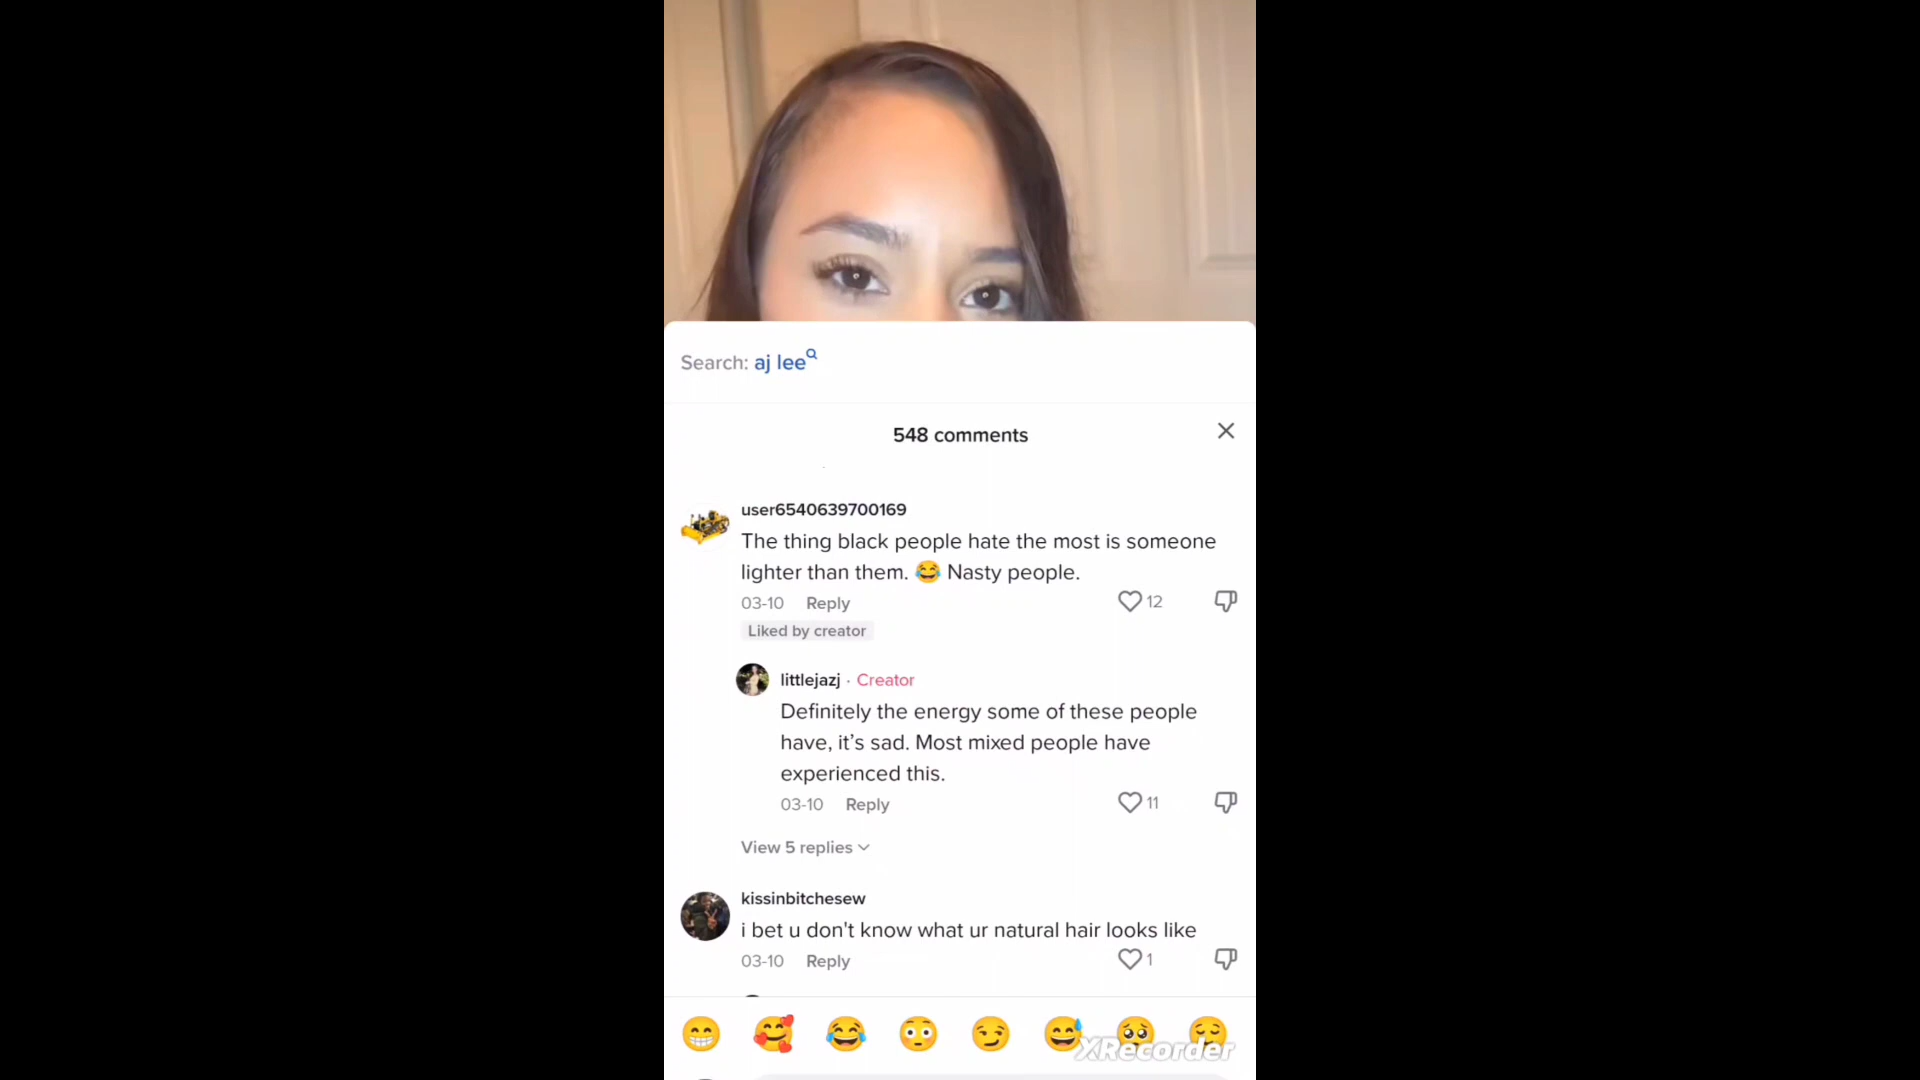 Search: aj lee
548 comments
user6540639700169
The thing black people hate the most is someone
lighter than them. 😂 Nasty people.
03-10 Reply 12
Liked by creator
littlejazj · Creator
Definitely the energy some of these people
have, it’s sad. Most mixed people have
experienced this.
03-10 Reply 11
View 5 replies
kissinbitchesew
i bet u don't know what ur natural hair looks like
03-10 Reply 1
XRecorder